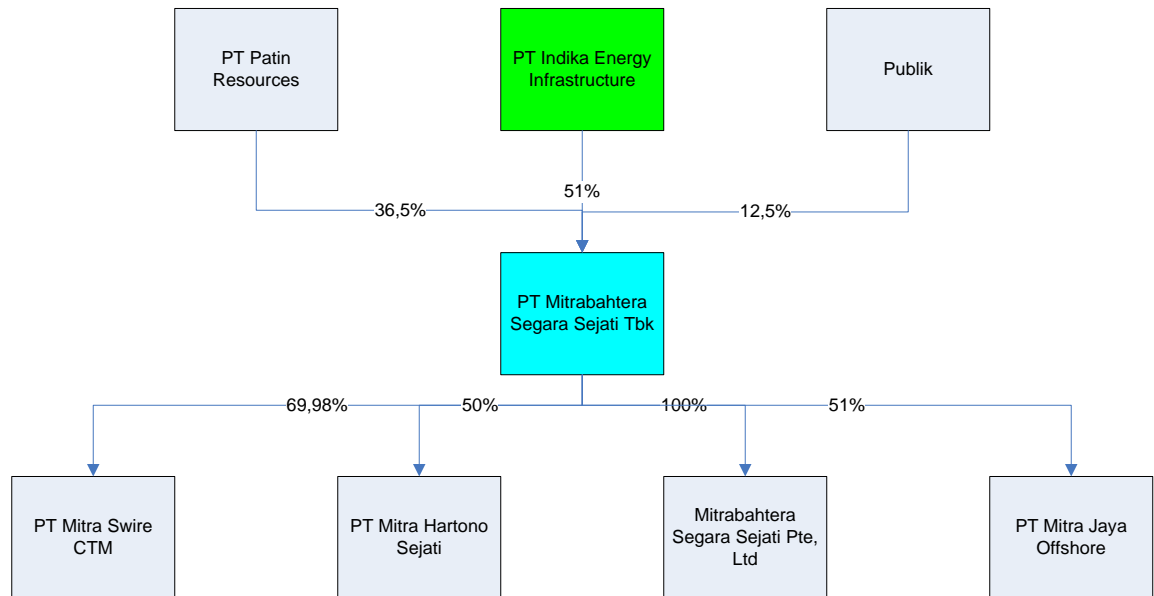 PT Patin
Resources
PT Indika Energy
Infrastructure
Publik
51%
36,5%
12,5%
PT Mitrabahtera
Segara Sejati Tbk
69,98%
50%
100%
51%
PT Mitra Swire
CTM
PT Mitra Hartono
Sejati
Mitrabahtera
Segara Sejati Pte,
Ltd
PT Mitra Jaya
Offshore